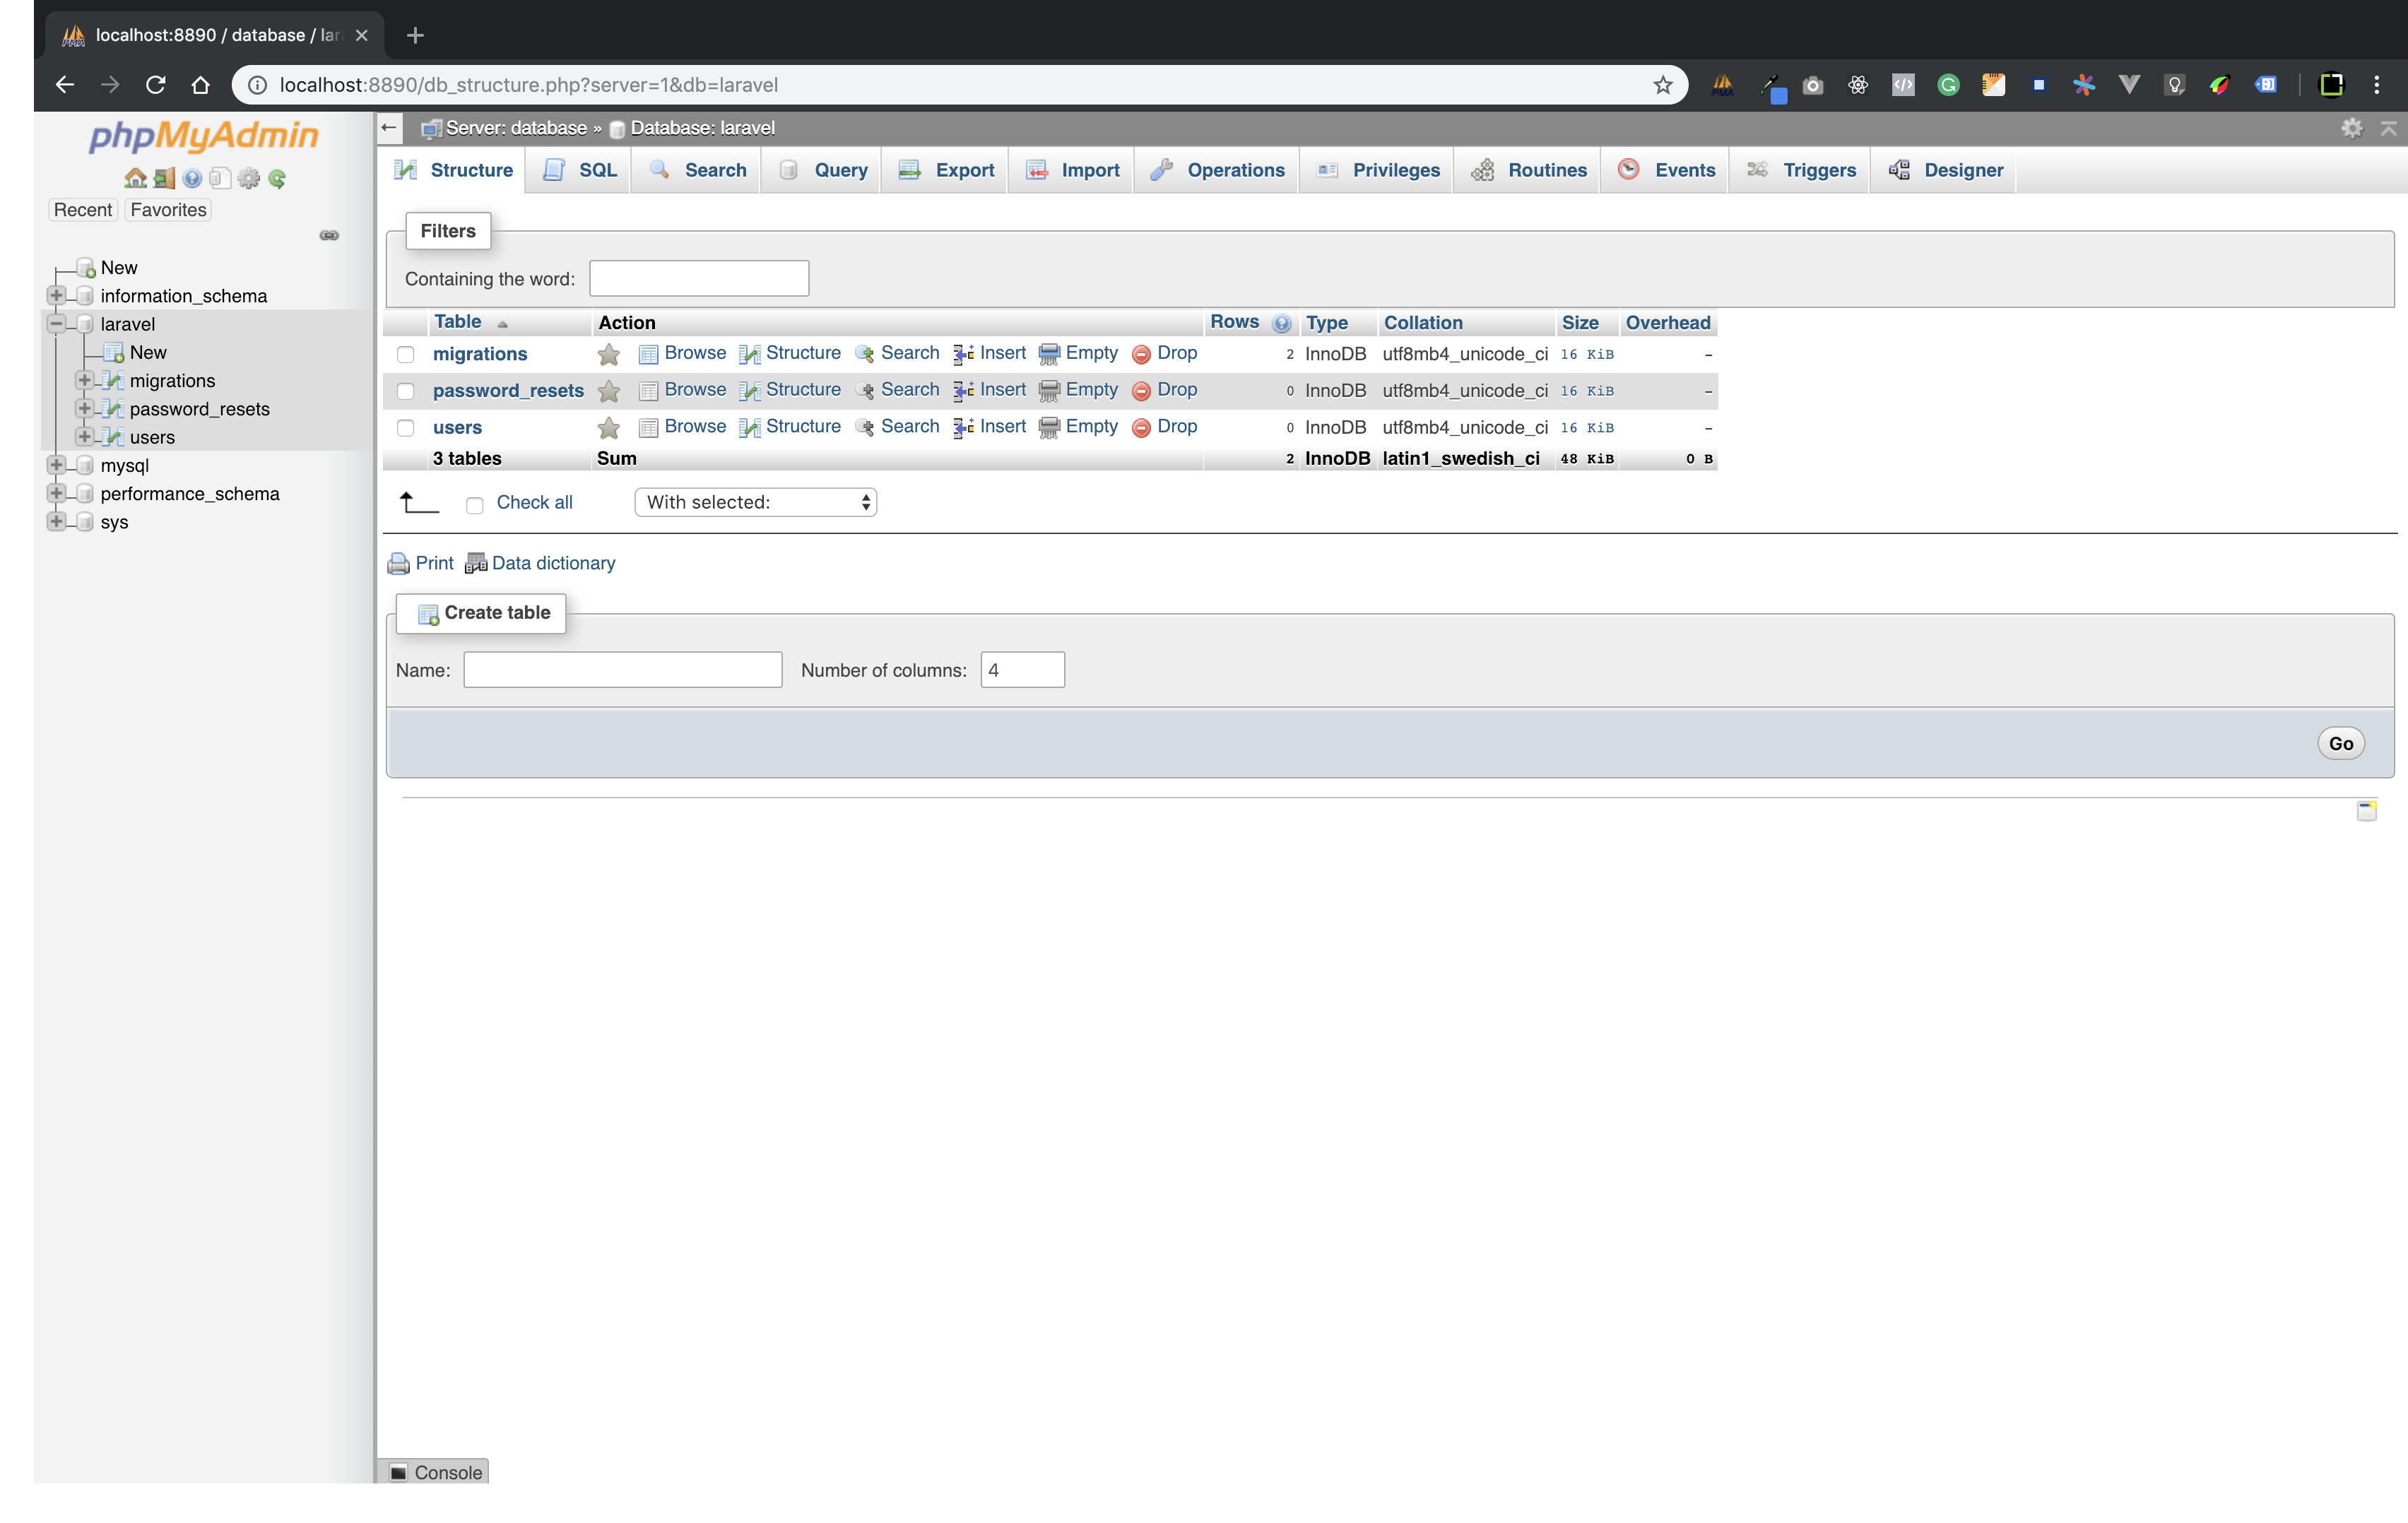 localhost:8890 / database / lar
localhost:8890/db_structure.php?server=1&db=laravel
phpMyAdmin
Recent Favorites
New
information_schema
laravel
New
migrations
password_resets
users
mysql
performance_schema
sys
Server: database » Database: laravel
Structure SQL Search Query Export Import Operations Privileges Routines Events Triggers Designer
Filters
Containing the word:
Table Action Rows Type Collation Size Overhead
migrations Browse Structure Search Insert Empty Drop 2 InnoDB utf8mb4_unicode_ci 16 KiB –
password_resets Browse Structure Search Insert Empty Drop 0 InnoDB utf8mb4_unicode_ci 16 KiB –
users Browse Structure Search Insert Empty Drop 0 InnoDB utf8mb4_unicode_ci 16 KiB –
3 tables Sum 2 InnoDB latin1_swedish_ci 48 KiB 0 B
Check all With selected:
Print Data dictionary
Create table
Name: Number of columns: 4
Go
Console